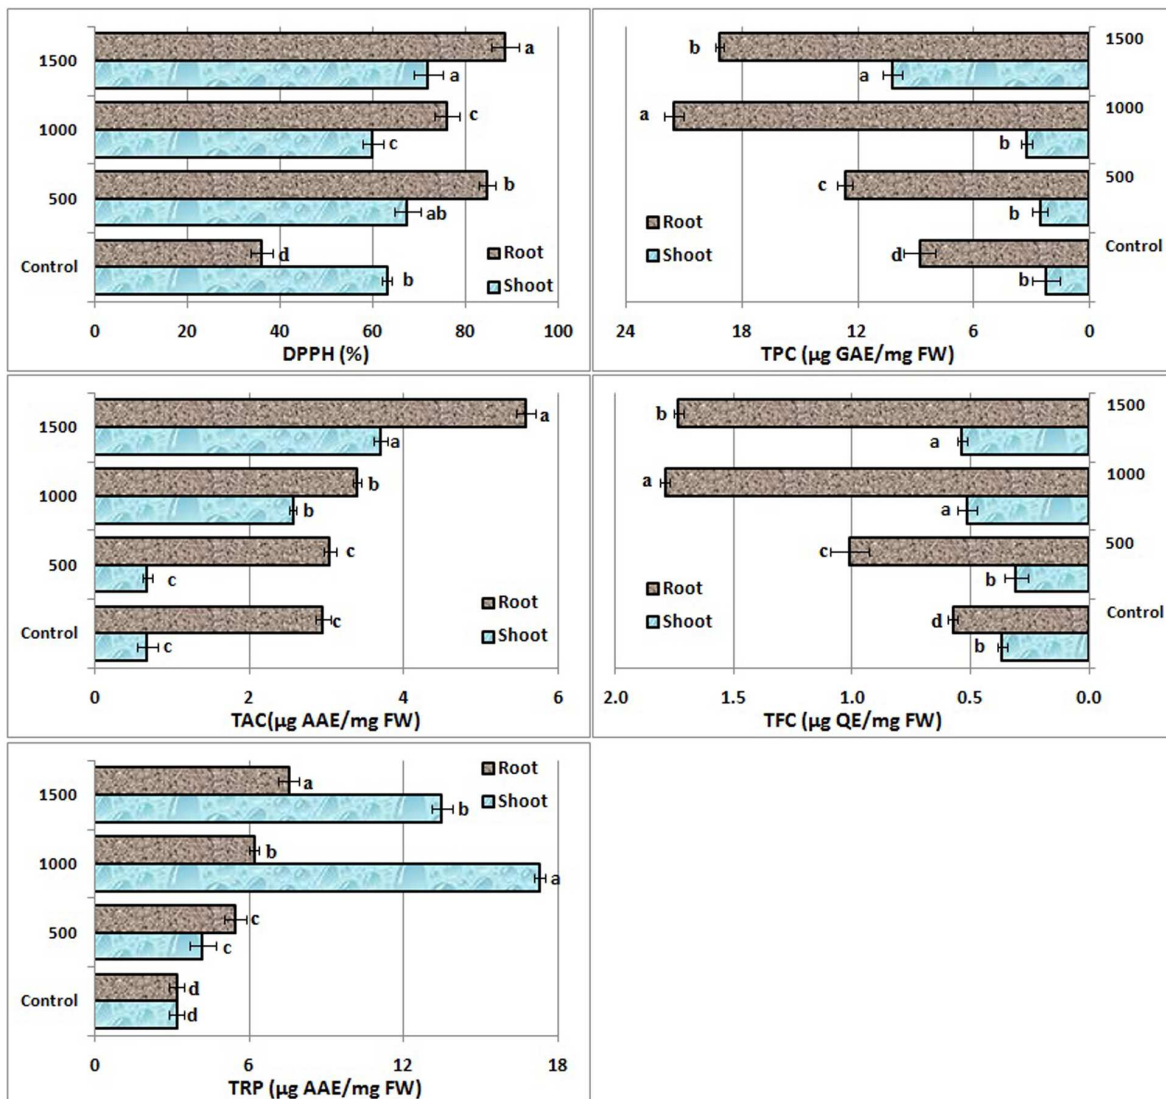 a
1500
a
c
1000
c
b
500
ab
Root
d
Control
Shoot
b
0 20 40 60 80 100
DPPH (%)
b 1500
a
a 1000
b
c 500
Root
b
Shoot
d Control
b
24 18 12 6 0
TPC (µg GAE/mg FW)
a
1500
a
b
1000
b
c
500
c
Root
c
Control
Shoot
c
0 2 4 6
TAC(µg AAE/mg FW)
b 1500
a
a 1000
a
c 500
b
Root
d Control
Shoot
b
2.0 1.5 1.0 0.5 0.0
TFC (µg QE/mg FW)
Root
a
1500
Shoot
b
b
1000
a
c
500
c
d
Control
d
0 6 12 18
TRP (µg AAE/mg FW)